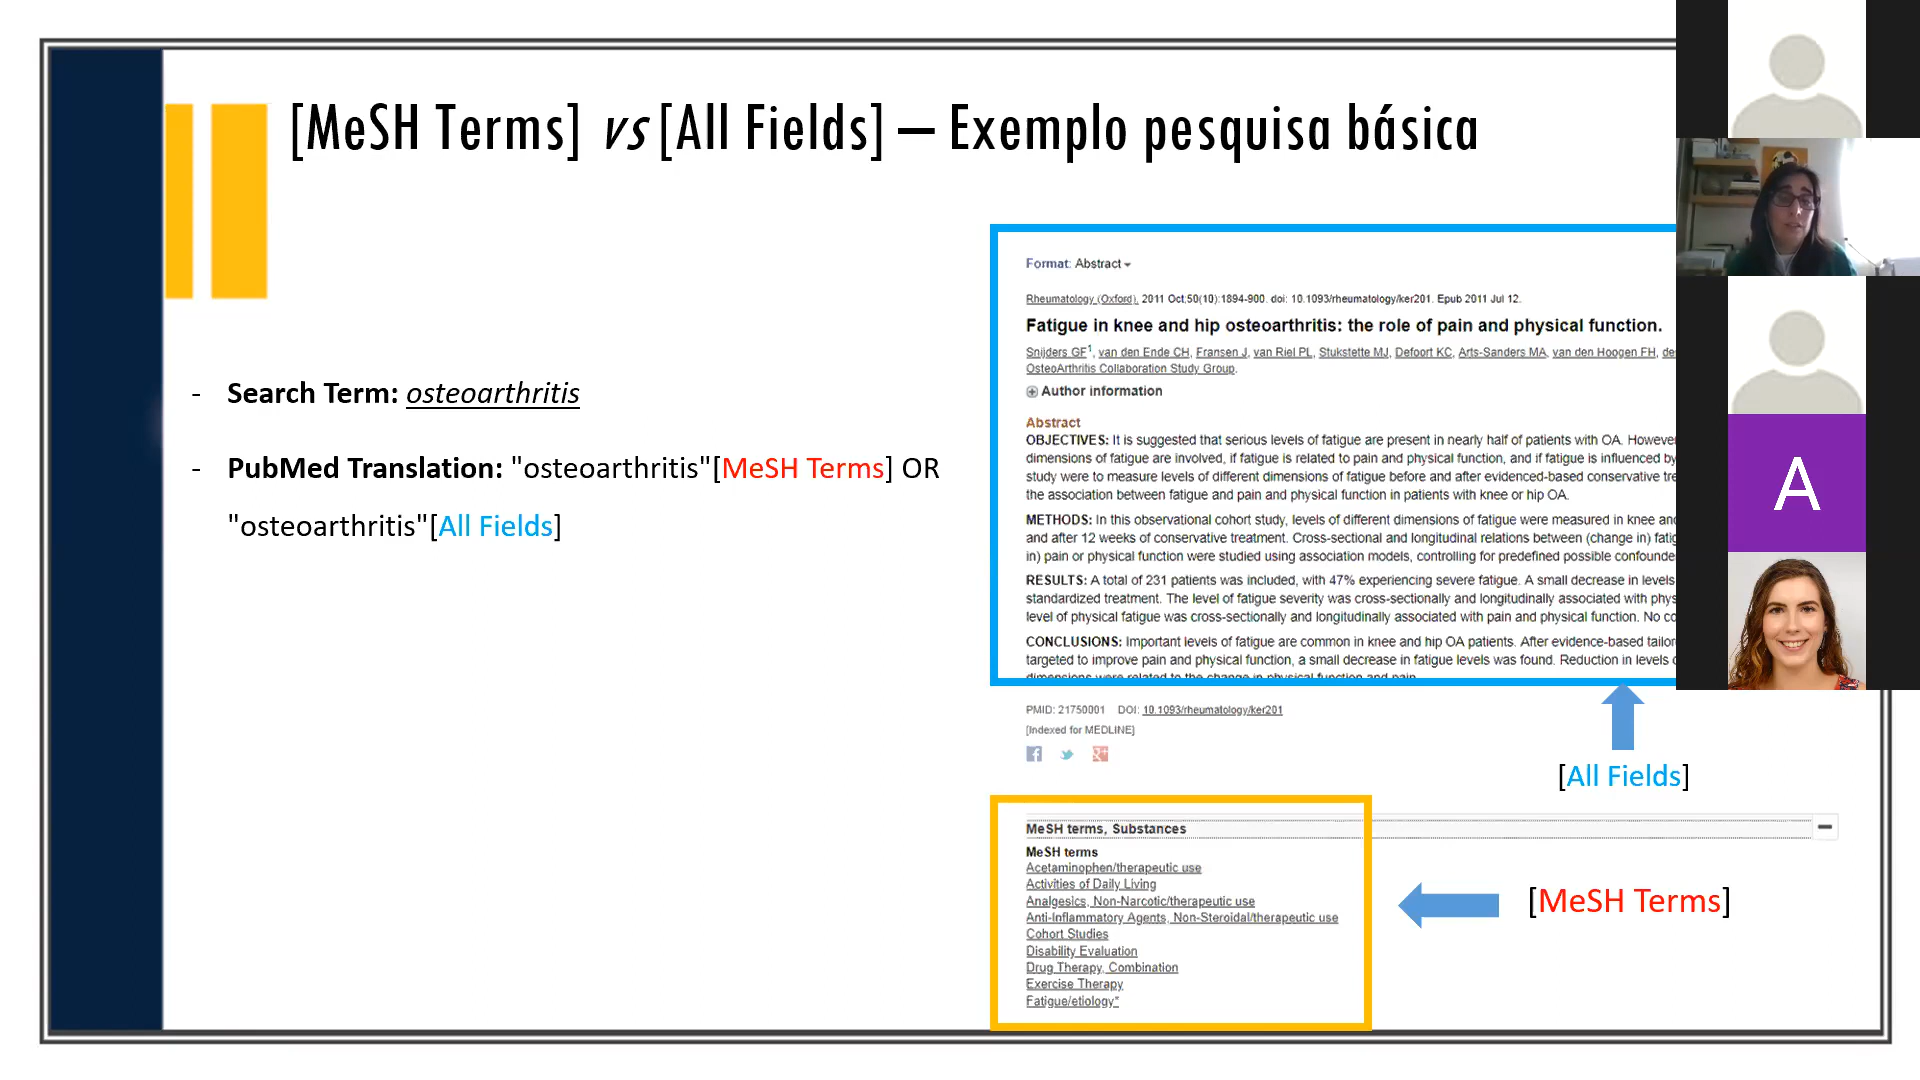 [MeSH Terms] vs [All Fields] – Exemplo pesquisa básica
- Search Term: osteoarthritis
- PubMed Translation: "osteoarthritis"[MeSH Terms] OR
"osteoarthritis"[All Fields]
Format: Abstract
Rheumatology (Oxford). 2011 Oct;50(10):1894-900. doi: 10.1093/rheumatology/ker201. Epub 2011 Jul 12.
Fatigue in knee and hip osteoarthritis: the role of pain and physical function.
Snijders GF1, van den Ende CH, Fransen J, van Riel PL, Stukstette MJ, Defoort KC, Arts-Sanders MA, van den Hoogen FH,
OsteoArthritis Collaboration Study Group.
Author information
Abstract
OBJECTIVES: It is suggested that serious levels of fatigue are present in nearly half of patients with OA.
dimensions of fatigue are involved, if fatigue is related to pain and physical function, and if fatigue is influenced by
study were to measure levels of different dimensions of fatigue before and after evidenced-based conservative
the association between fatigue and pain and physical function in patients with knee or hip OA.
METHODS: In this observational cohort study, levels of different dimensions of fatigue were measured in knee
and after 12 weeks of conservative treatment. Cross-sectional and longitudinal relations between (change in)
in) pain or physical function were studied using association models, controlling for predefined possible
RESULTS: A total of 231 patients was included, with 47% experiencing severe fatigue. A small decrease in levels
standardized treatment. The level of fatigue severity was cross-sectionally and longitudinally associated with
level of physical fatigue was cross-sectionally and longitudinally associated with pain and physical function. No
CONCLUSIONS: Important levels of fatigue are common in knee and hip OA patients. After evidence-based
targeted to improve pain and physical function, a small decrease in fatigue levels was found. Reduction in levels
dimensions were related to the change in physical function and pain.
PMID: 21750001 DOI: 10.1093/rheumatology/ker201
[Indexed for MEDLINE]
[All Fields]
MeSH terms, Substances
MeSH terms
Acetaminophen/therapeutic use
Activities of Daily Living
Analgesics, Non-Narcotic/therapeutic use
Anti-Inflammatory Agents, Non-Steroidal/therapeutic use
Cohort Studies
Disability Evaluation
Drug Therapy, Combination
Exercise Therapy
Fatigue/etiology*
[MeSH Terms]
A